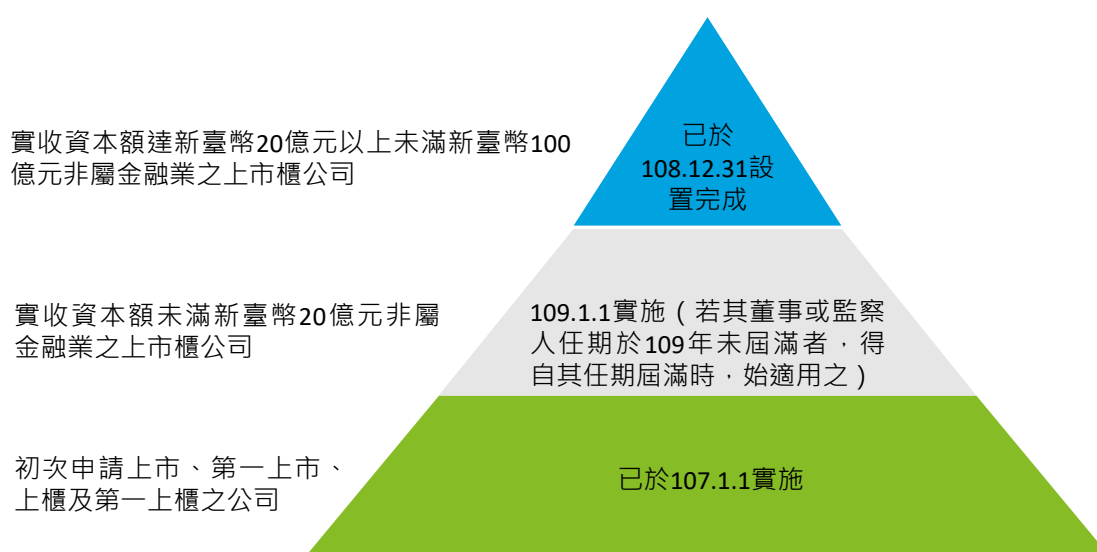 實收資本額達新臺幣20億元以上未滿新臺幣100
億元非屬金融業之上市櫃公司
已於
108.12.31設
置完成
實收資本額未滿新臺幣20億元非屬
金融業之上市櫃公司
109.1.1實施（若其董事或監察
人任期於109年未屆滿者，得
自其任期屆滿時，始適用之）
初次申請上市、第一上市、
上櫃及第一上櫃之公司
已於107.1.1實施